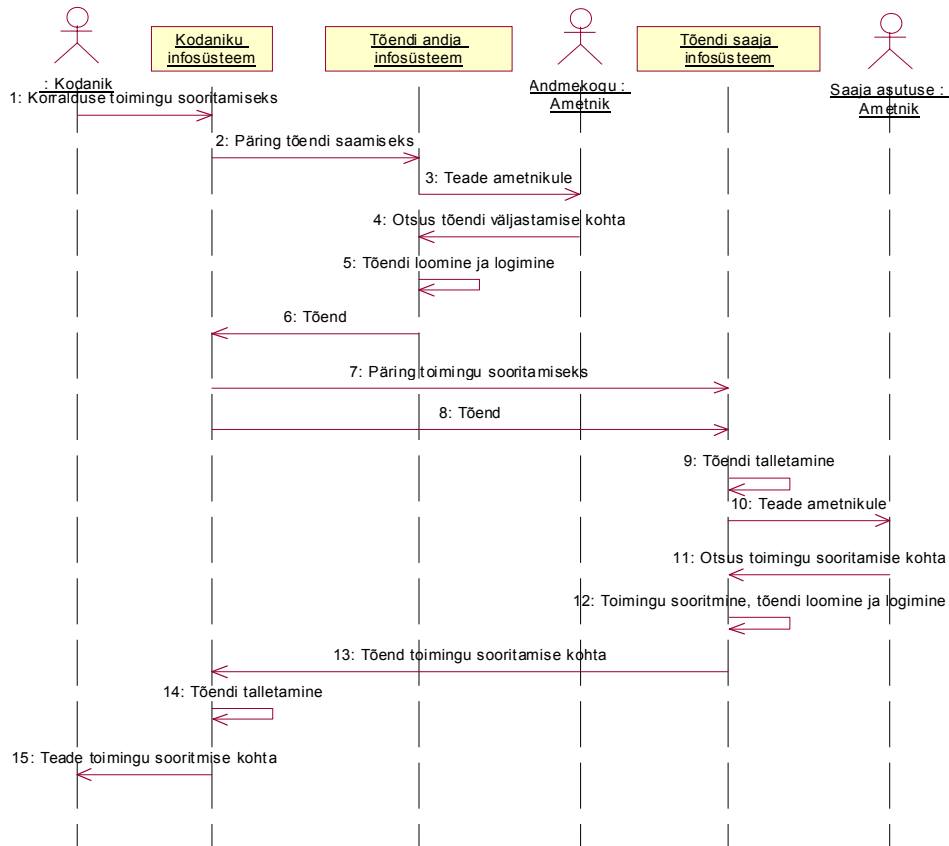 : Kodanik
Kodaniku
infosüsteem
Tõendi andja
infosüsteem
Andmekogu :
Ametnik
Tõendi saaja
infosüsteem
Saaja asutuse :
Ametnik
1: Korralduse toimingu sooritamiseks
2: Päring tõendi saamiseks
3: Teade ametnikule
4: Otsus tõendi väljastamise kohta
5: Tõendi loomine ja logimine
6: Tõend
7: Päring toimingu sooritamiseks
8: Tõend
9: Tõendi talletamine
10: Teade ametnikule
11: Otsus toimingu sooritamise kohta
12: Toimingu sooritmine, tõendi loomine ja logimine
13: Tõend toimingu sooritamise kohta
14: Tõendi talletamine
15: Teade toimingu sooritmise kohta